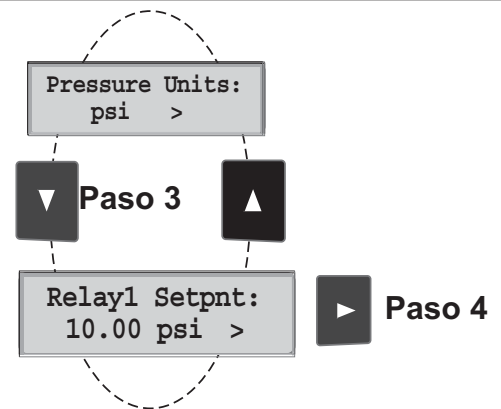 Pressure Units:
psi >
Paso 3
Relay1 Setpnt:
10.00 psi >
Paso 4